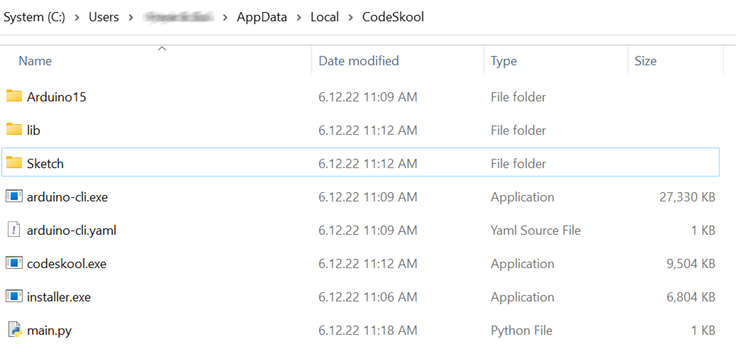 System (C:) > Users > > AppData > Local > CodeSkool
Name Date modified Type Size
Arduino15 6.12.22 11:09 AM File folder
lib 6.12.22 11:12 AM File folder
Sketch 6.12.22 11:12 AM File folder
arduino-cli.exe 6.12.22 11:09 AM Application 27,330 KB
arduino-cli.yaml 6.12.22 11:09 AM Yaml Source File 1 KB
codeskool.exe 6.12.22 11:12 AM Application 9,504 KB
installer.exe 6.12.22 11:06 AM Application 6,804 KB
main.py 6.12.22 11:18 AM Python File 1 KB